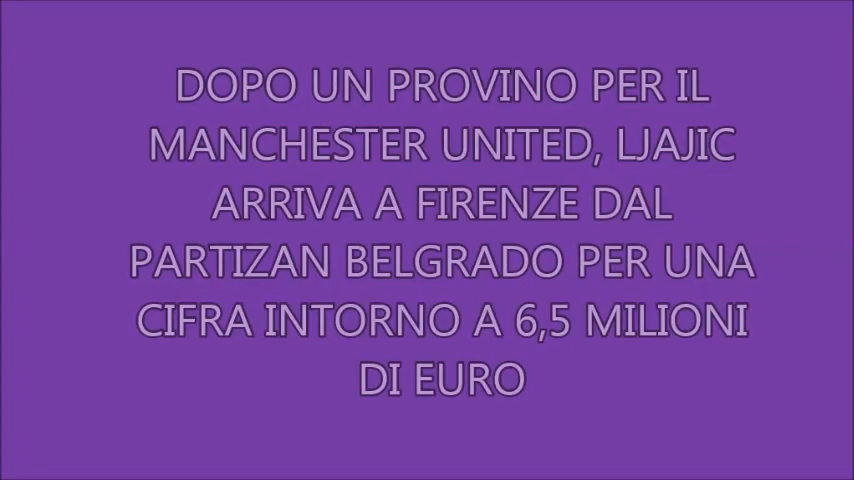 DOPO UN PROVINO PER IL
MANCHESTER UNITED, LJAJIC
ARRIVA A FIRENZE DAL
PARTIZAN BELGRADO PER UNA
CIFRA INTORNO A 6,5 MILIONI
DI EURO